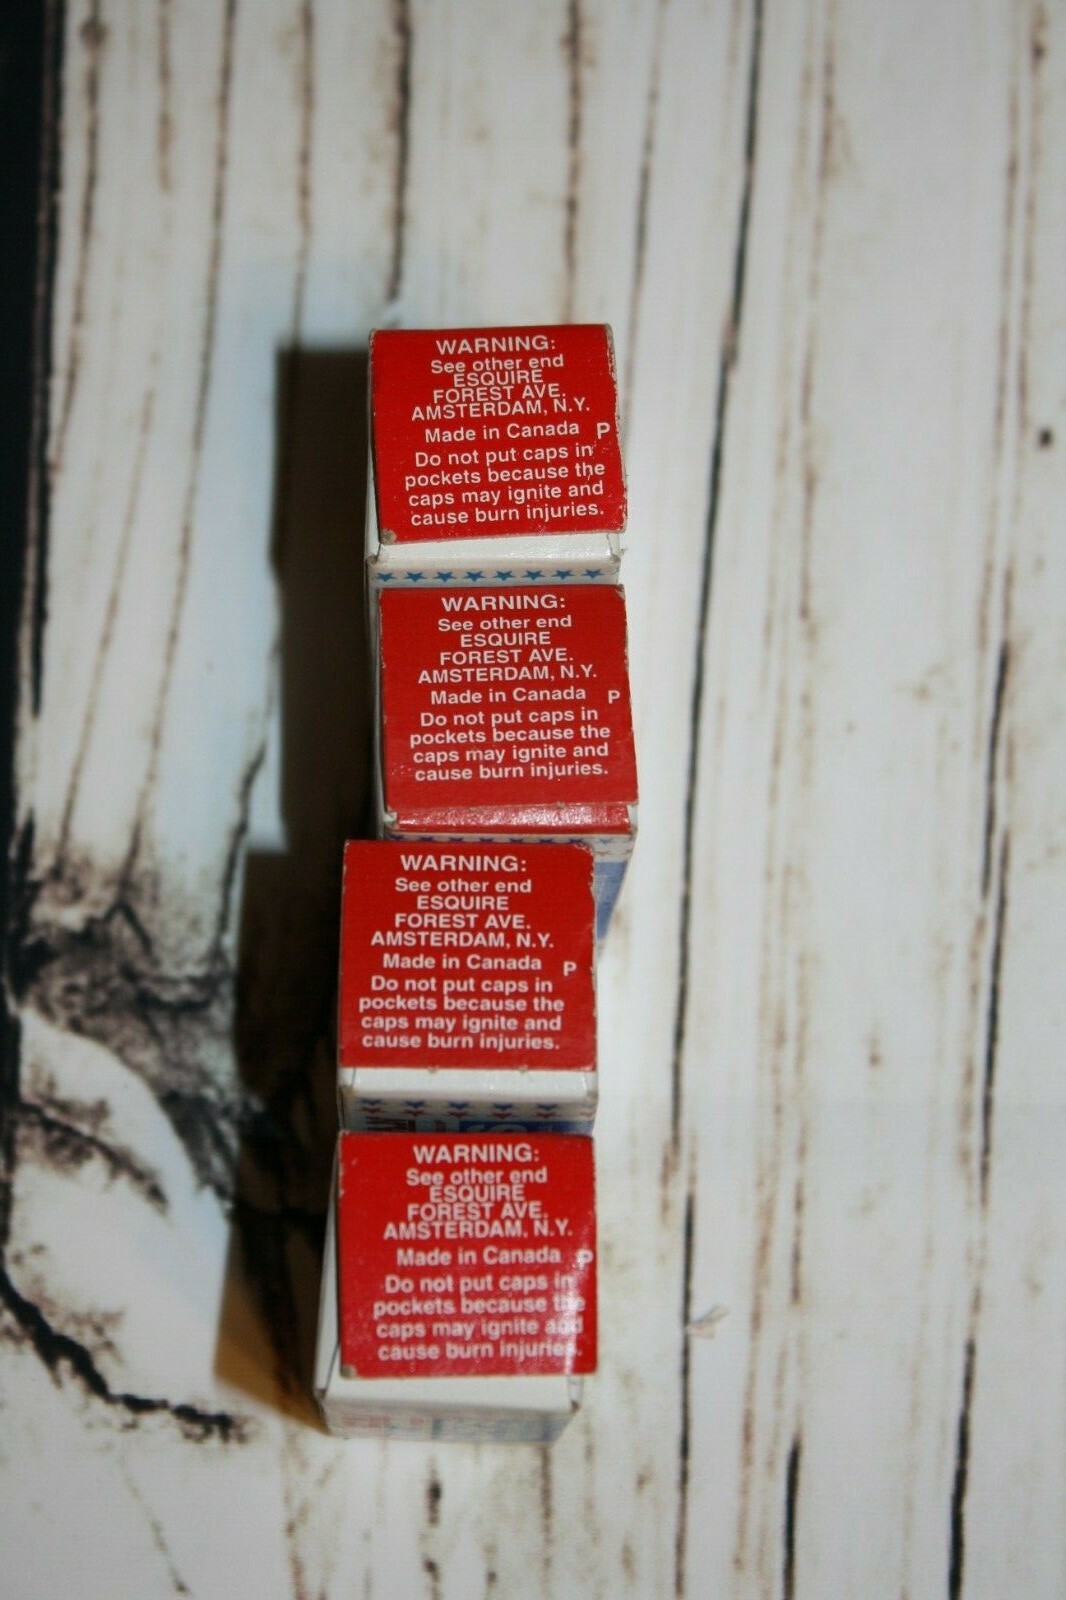 WARNING:
See other end
ESQUIRE
FOREST AVE.
AMSTERDAM, N.Y.
Made in Canada P
Do not put caps in
pockets because the
caps may ignite and
cause burn injuries.
WARNING:
See other end
ESQUIRE
FOREST AVE.
AMSTERDAM, N.Y.
Made in Canada P
Do not put caps in
pockets because the
caps may ignite and
cause burn injuries.
WARNING:
See other end
ESQUIRE
FOREST AVE.
AMSTERDAM, N.Y.
Made in Canada P
Do not put caps in
pockets because the
caps may ignite and
cause burn injuries.
WARNING:
See other end
ESQUIRE
FOREST AVE.
AMSTERDAM, N.Y.
Made in Canada P
Do not put caps in
pockets because the
caps may ignite and
cause burn injuries.